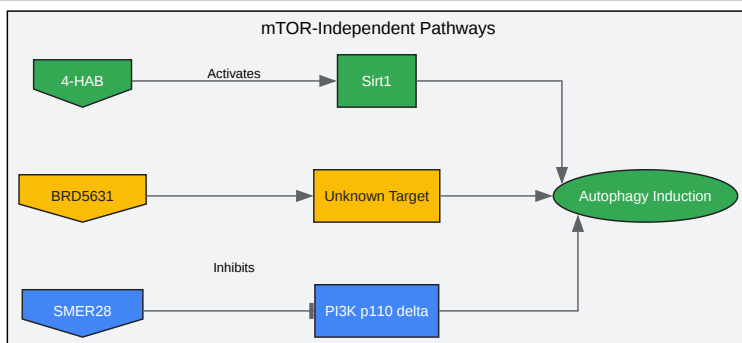 mTOR-Independent Pathways
4-HAB
Activates
Sirt1
BRD5631
Unknown Target
Autophagy Induction
Inhibits
SMER28
PI3K p110 delta